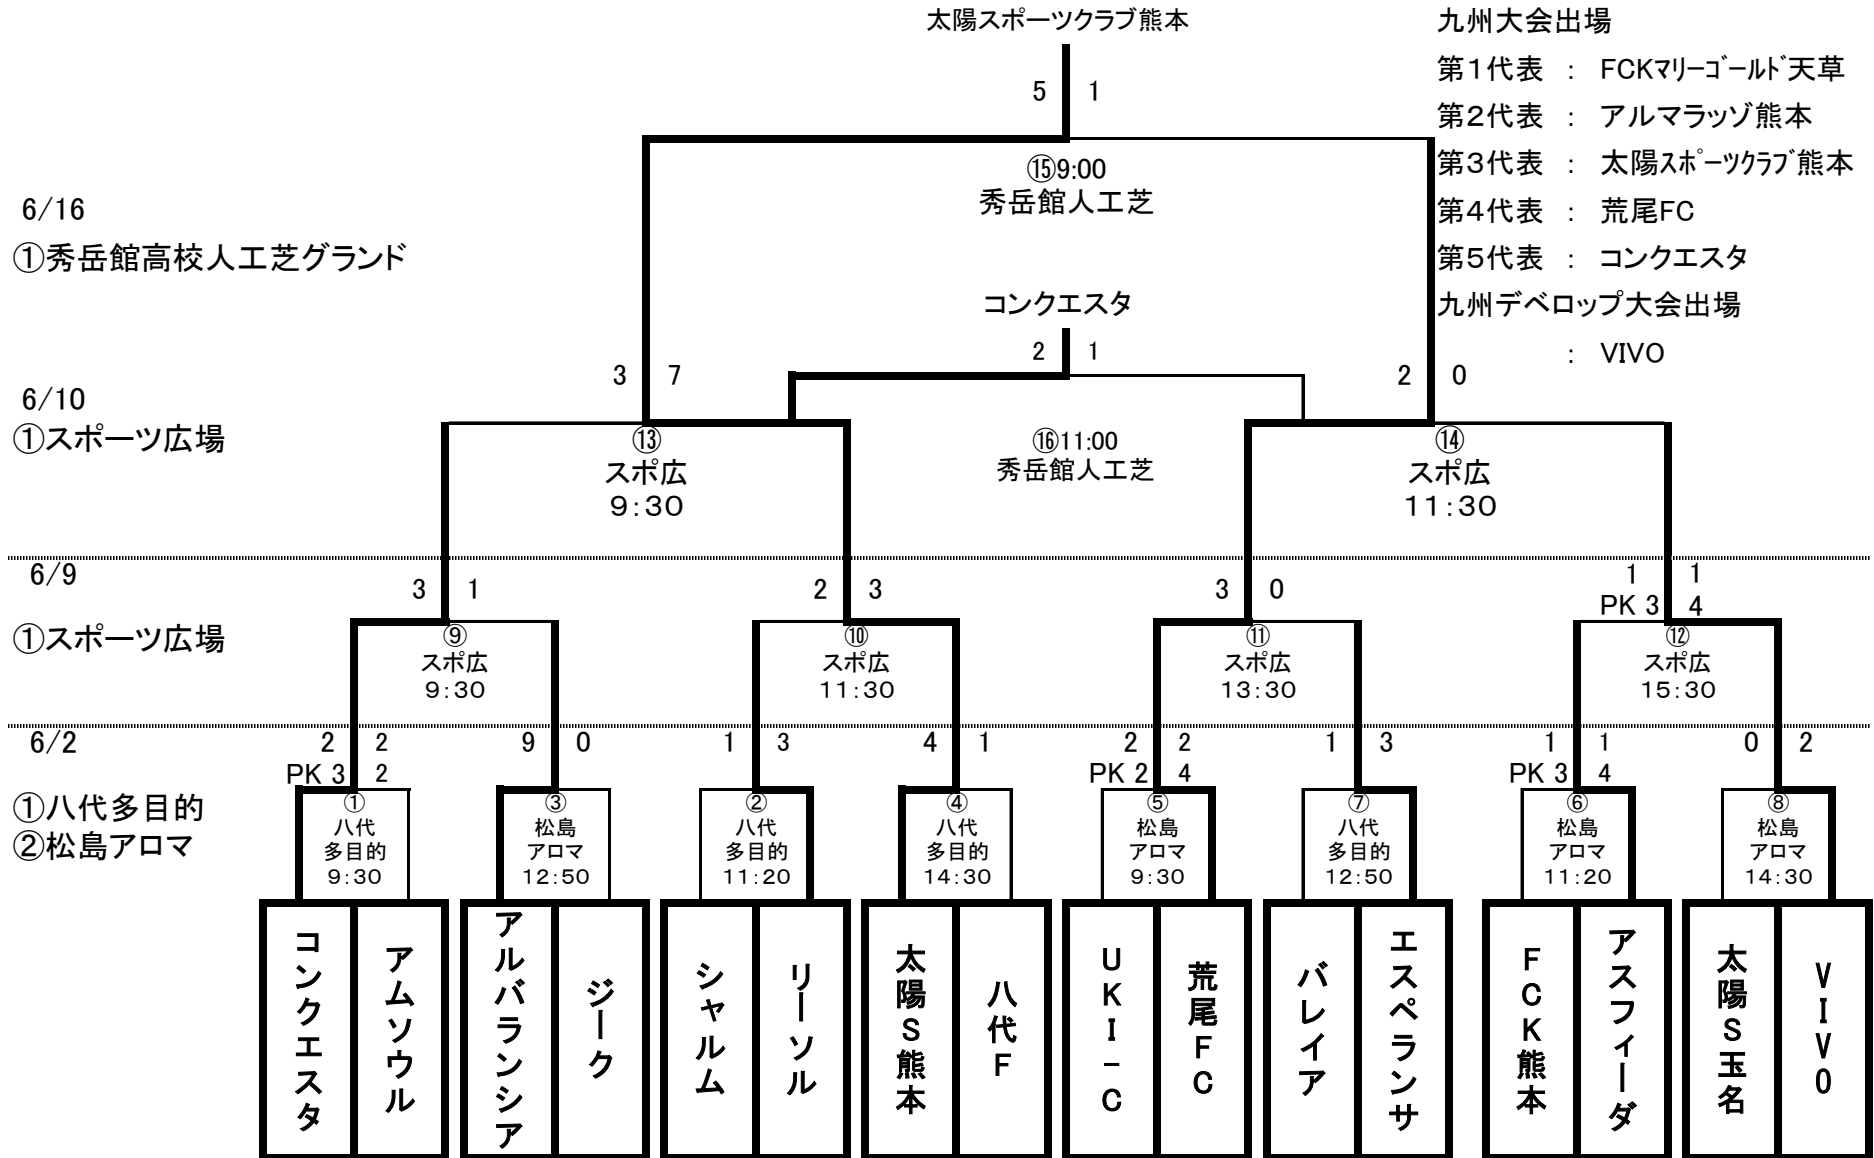 太陽スポーツクラブ熊本
5 1
⑮9:00
秀岳館人工芝
九州大会出場
第1代表 : FCKマリーゴールド天草
第2代表 : アルマラッゾ熊本
第3代表 : 太陽スポーツクラブ熊本
第4代表 : 荒尾FC
第5代表 : コンクエスタ
九州デベロップ大会出場
: VIVO
6/16
①秀岳館高校人工芝グランド
コンクエスタ
2 1
3 7
2 0
6/10
①スポーツ広場
⑬
スポ広
9:30
⑯11:00
秀岳館人工芝
⑭
スポ広
11:30
6/9
①スポーツ広場
3 1
⑨
スポ広
9:30
2 3
⑩
スポ広
11:30
3 0
⑪
スポ広
13:30
1 1
PK 3 4
⑫
スポ広
15:30
6/2
①八代多目的
②松島アロマ
2 2
PK 3 2
①
八代
多目的
9:30
9 0
③
松島
アロマ
12:50
1 3
②
八代
多目的
11:20
4 1
④
八代
多目的
14:30
2 2
PK 2 4
⑤
松島
アロマ
9:30
1 3
⑦
八代
多目的
12:50
1 1
PK 3 4
⑥
松島
アロマ
11:20
0 2
⑧
松島
アロマ
14:30
コンクエスタ
アムソウル
アルバランシア
ジーク
シャルム
リーソル
太陽S熊本
八代F
UKI-C
荒尾FC
バレイア
エスペランサ
FCK熊本
アスフィーダ
太陽S玉名
VIVO